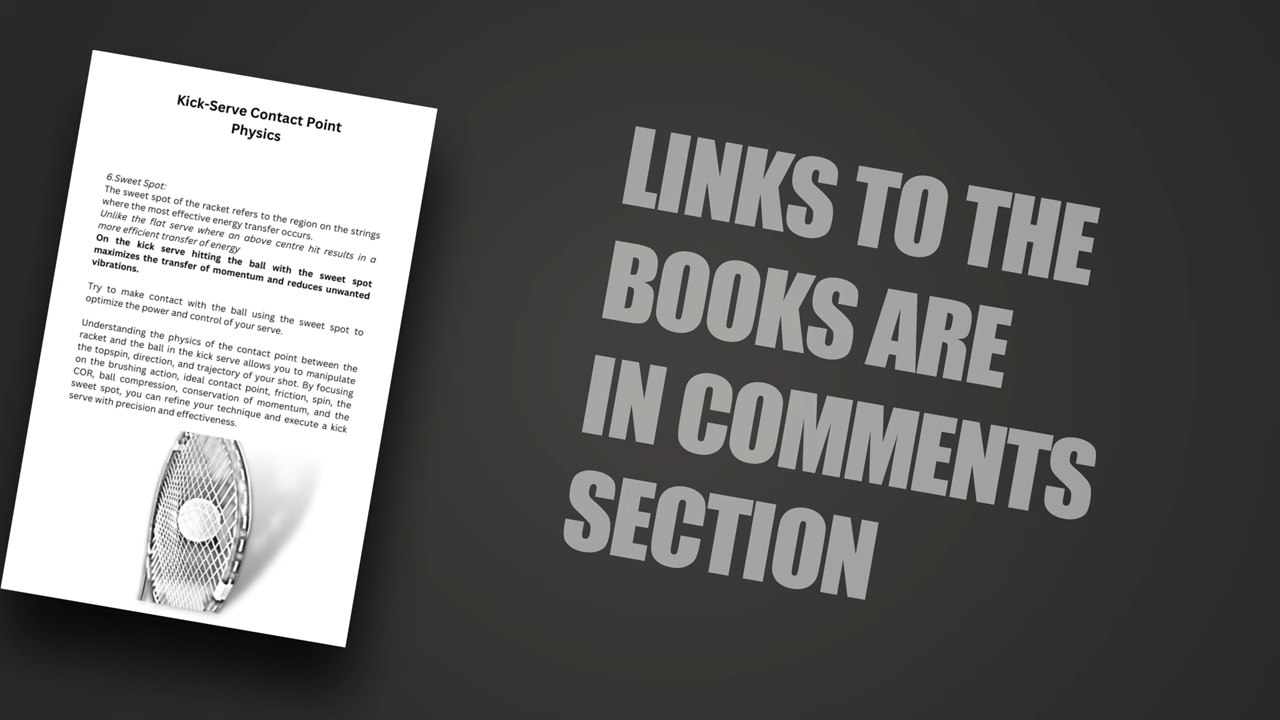 Kick-Serve Contact Point
Physics
6.Sweet Spot:
The sweet spot of the racket refers to the region on the strings
where the most effective energy transfer occurs.
Unlike the flat serve where an above centre hit results in a
more efficient transfer of energy
On the kick serve hitting the ball with the sweet spot
maximizes the transfer of momentum and reduces unwanted
vibrations.
Try to make contact with the ball using the sweet spot to
optimize the power and control of your serve.
Understanding the physics of the contact point between the
racket and the ball in the kick serve allows you to manipulate
the topspin, direction, and trajectory of your shot. By focusing
on the brushing action, ideal contact point, friction, spin, the
COR, ball compression, conservation of momentum, and the
sweet spot, you can refine your technique and execute a kick
serve with precision and effectiveness.
LINKS TO THE
BOOKS ARE
IN COMMENTS
SECTION